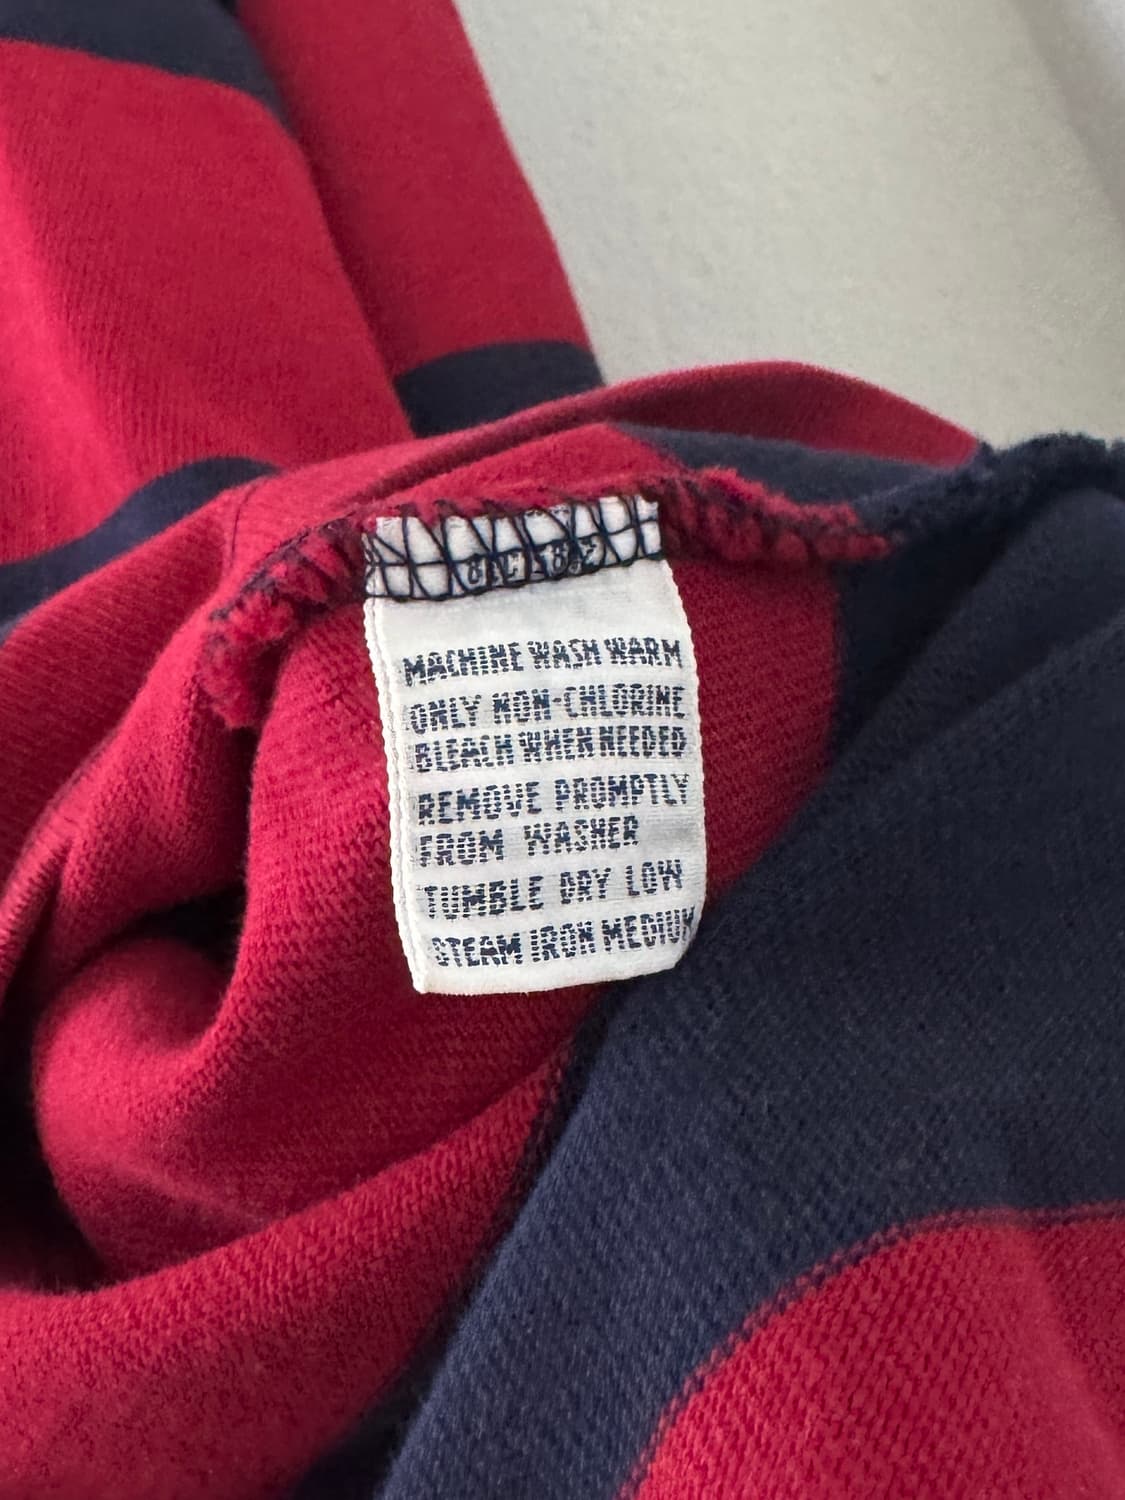 MACHINE WASH WARM
ONLY NON-CHLORINE
BLEACH WHEN NEEDED
REMOVE PROMPTLY
FROM WASHER
TUMBLE DRY LOW
STEAM IRON MEDIUM